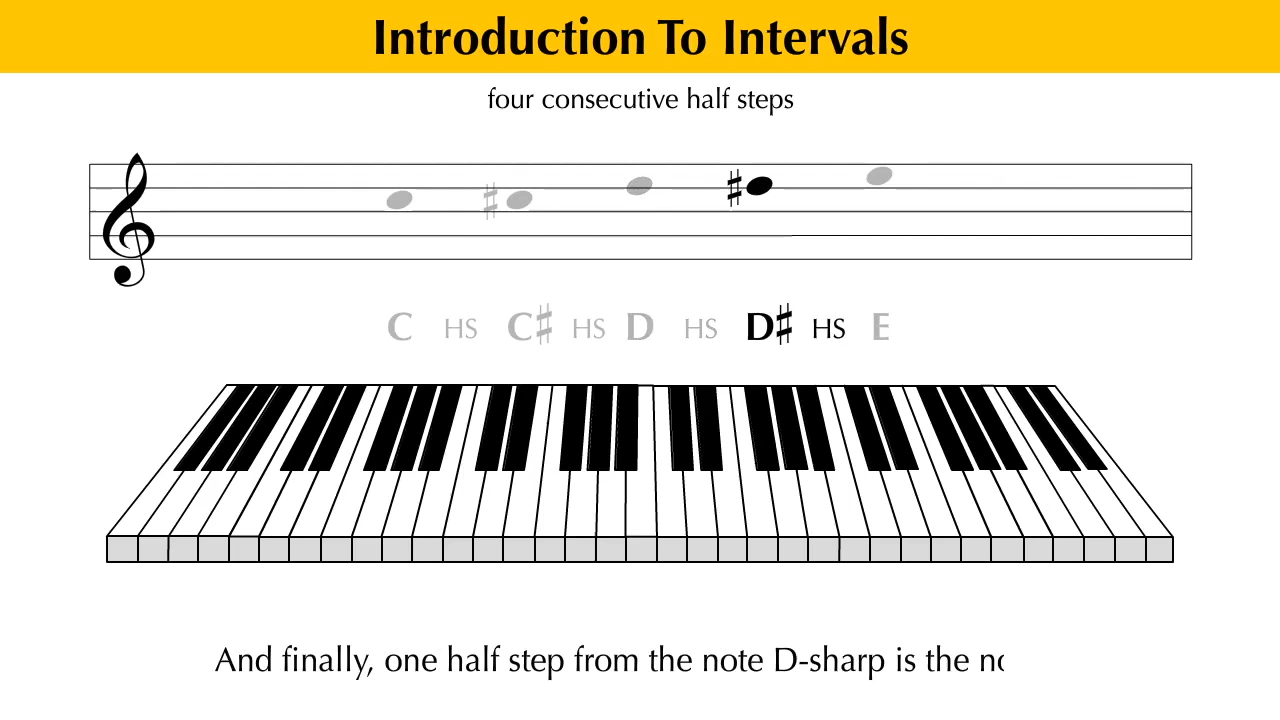 Introduction To Intervals
four consecutive half steps
C HS C♯ HS D HS D♯ HS E
And finally, one half step from the note D-sharp is the